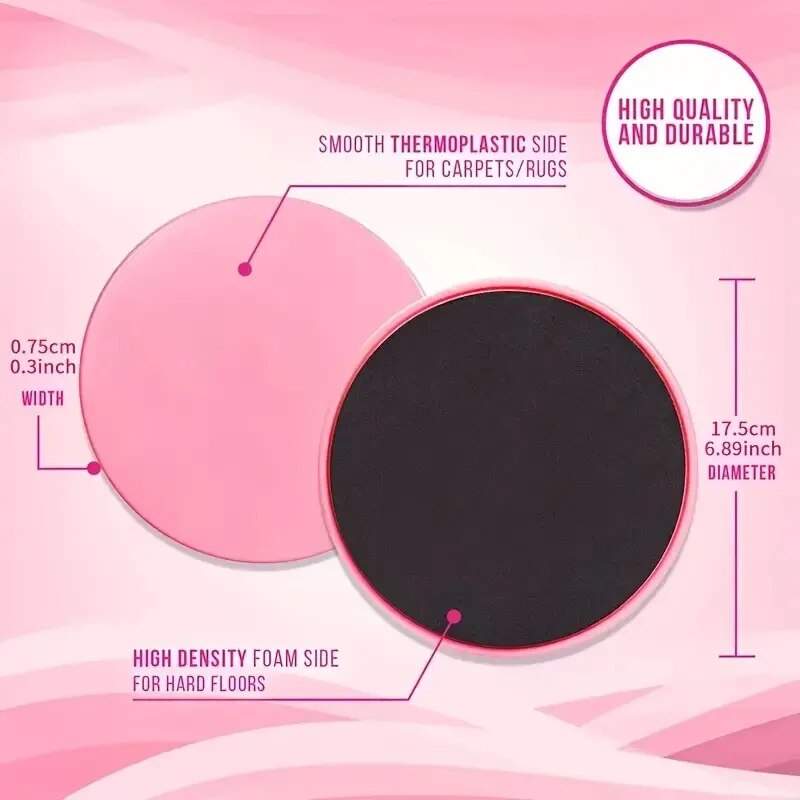 HIGH QUALITY
AND DURABLE
SMOOTH THERMOPLASTIC SIDE
FOR CARPETS/RUGS
0.75cm
0.3inch
WIDTH
17.5cm
6.89inch
DIAMETER
HIGH DENSITY FOAM SIDE
FOR HARD FLOORS